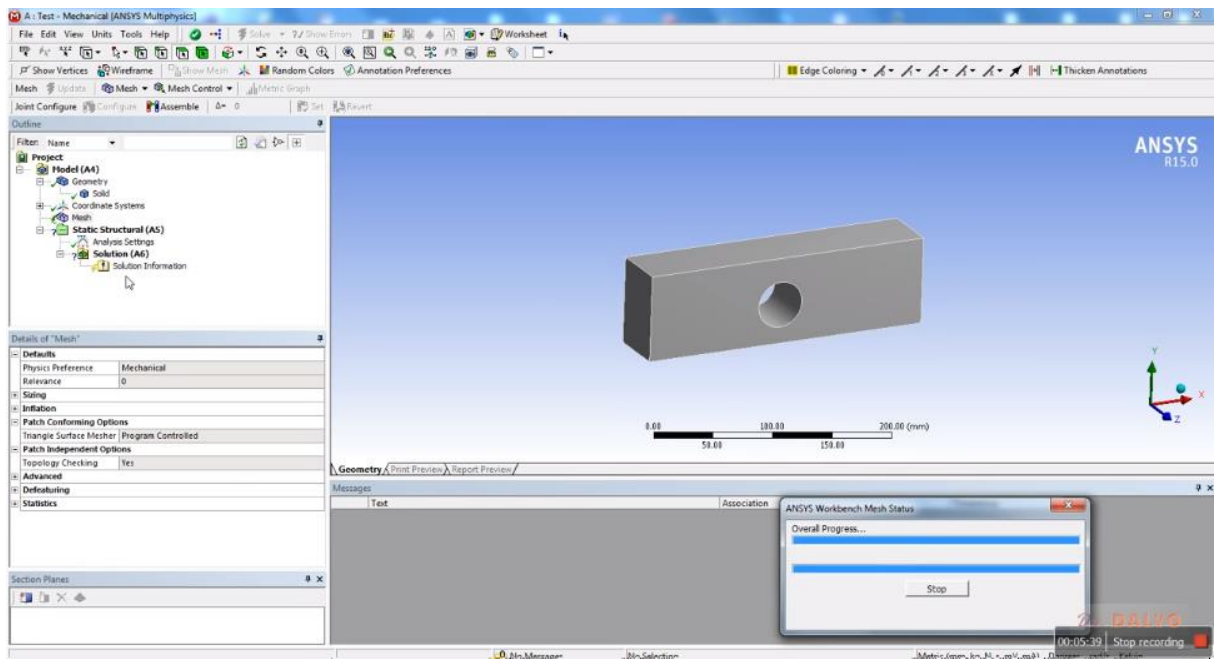 A : Test - Mechanical [ANSYS Multiphysics]
File Edit View Units Tools Help Solve ?/ Show Errors Worksheet
Show Vertices Wireframe Show Mesh Random Colors Annotation Preferences Edge Coloring Thicken Annotations
Mesh Update Mesh Mesh Control Metric Graph
Joint Configure Configure Assemble Δ= 0 Set Revert
Outline
Filter: Name
Project
Model (A4)
Geometry
Solid
Coordinate Systems
Mesh
Static Structural (A5)
Analysis Settings
Solution (A6)
Solution Information
Details of "Mesh"
Defaults
Physics Preference Mechanical
Relevance 0
Sizing
Inflation
Patch Conforming Options
Triangle Surface Mesher Program Controlled
Patch Independent Options
Topology Checking Yes
Advanced
Defeaturing
Statistics
Section Planes
ANSYS
R15.0
Y
X
Z
0.00 100.00 200.00 (mm)
50.00 150.00
Geometry Print Preview Report Preview
Messages
Text Association
ANSYS Workbench Mesh Status
Overall Progress...
Stop
00:05:39 Stop recording
No Messages No Selection